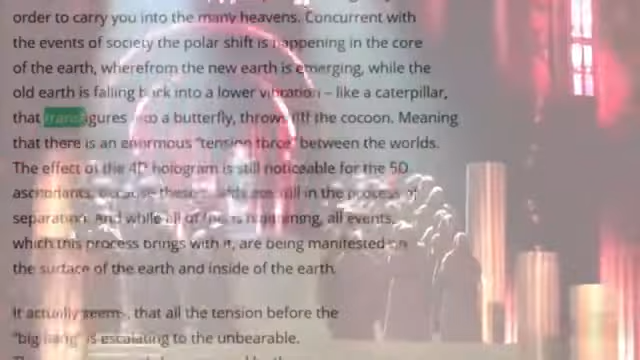 order to carry you into the many heavens. Concurrent with
the events of society the polar shift is happening in the core
of the earth, wherefrom the new earth is emerging, while the
old earth is falling back into a lower vibration – like a caterpillar,
that transfigures into a butterfly, throws off the cocoon. Meaning
that there is an enormous "tension force" between the worlds.
The effect of the 4D hologram is still noticeable for the 5D
ascendants, because these are still in the process of
separation. And while all of this is happening, all events,
which this process brings with it, are being manifested on
the surface of the earth and inside of the earth.
It actually seems, that all the tension before the
"big bang" is escalating to the unbearable.